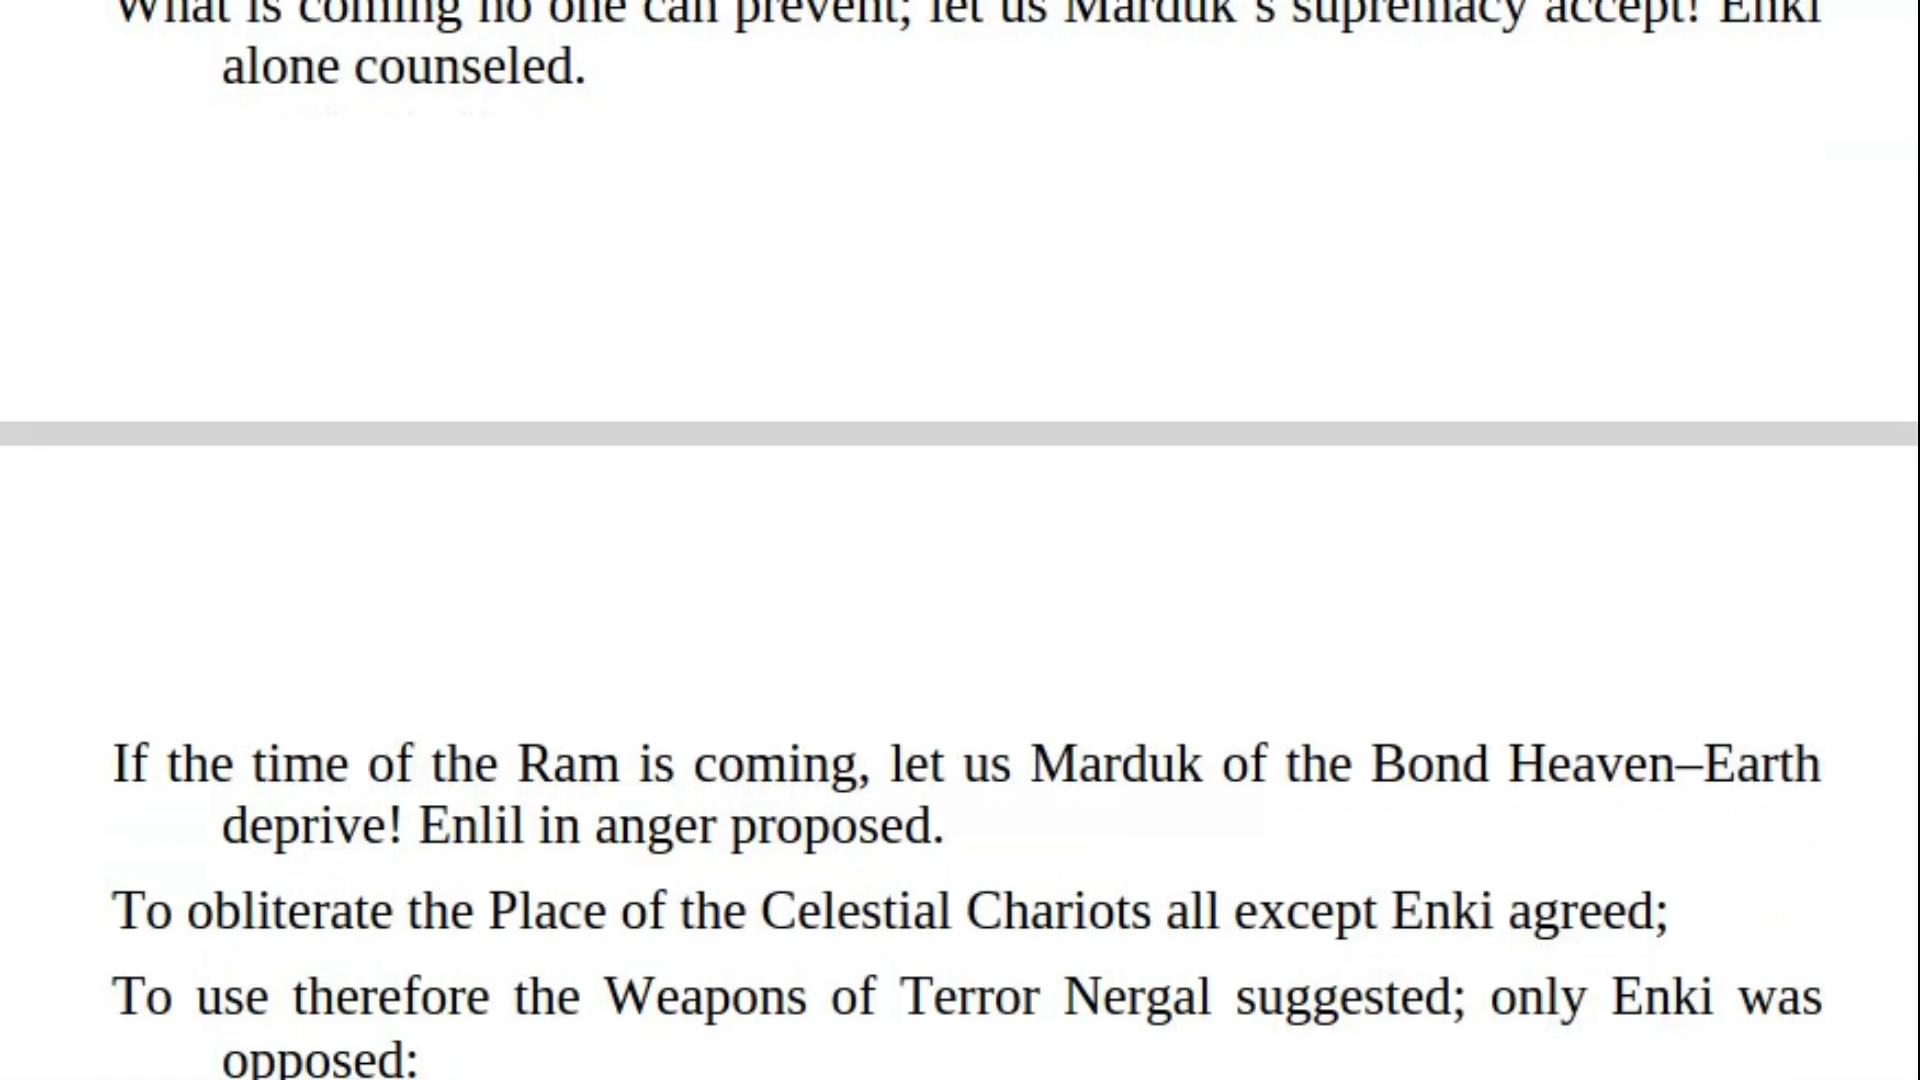 What is coming no one can prevent; let us Marduk's supremacy accept! Enki
alone counseled.
If the time of the Ram is coming, let us Marduk of the Bond Heaven–Earth
deprive! Enlil in anger proposed.
To obliterate the Place of the Celestial Chariots all except Enki agreed;
To use therefore the Weapons of Terror Nergal suggested; only Enki was
opposed: